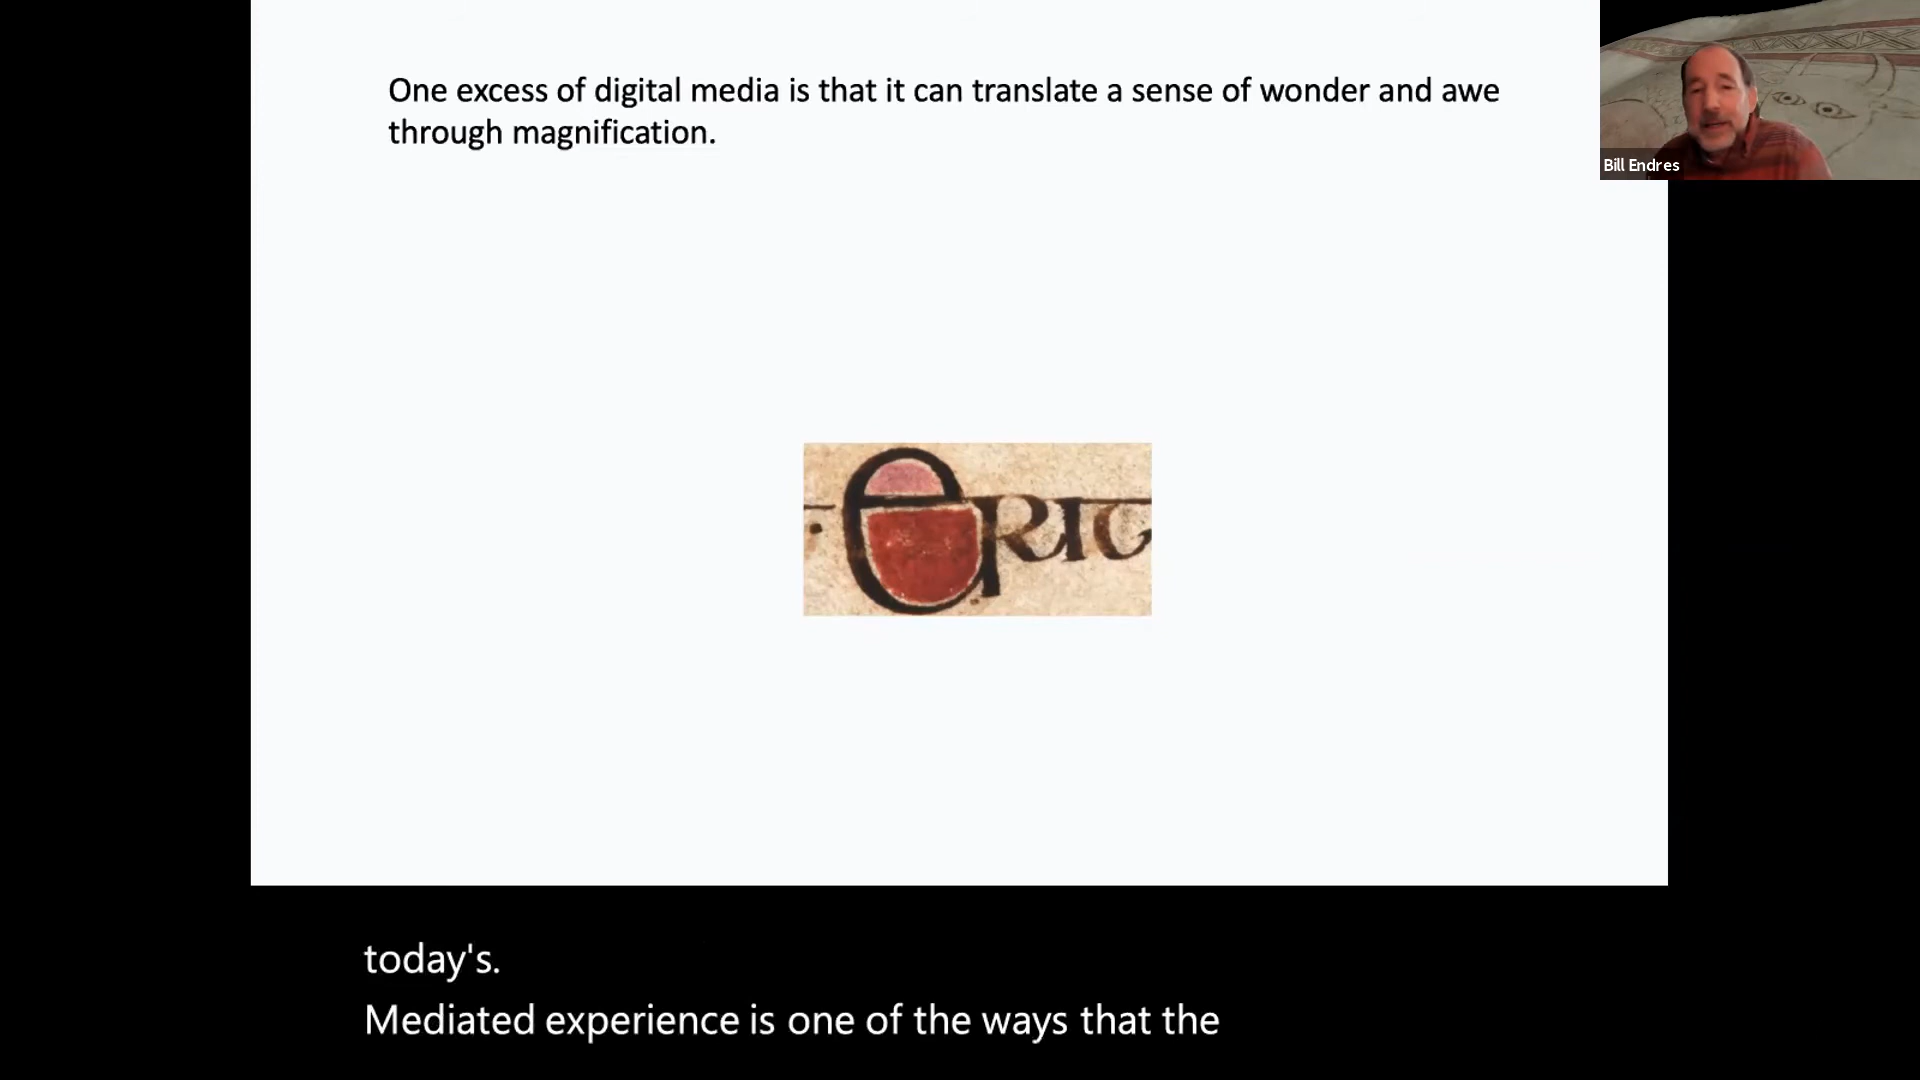 One excess of digital media is that it can translate a sense of wonder and awe
through magnification.
Bill Endres
today's.
Mediated experience is one of the ways that the